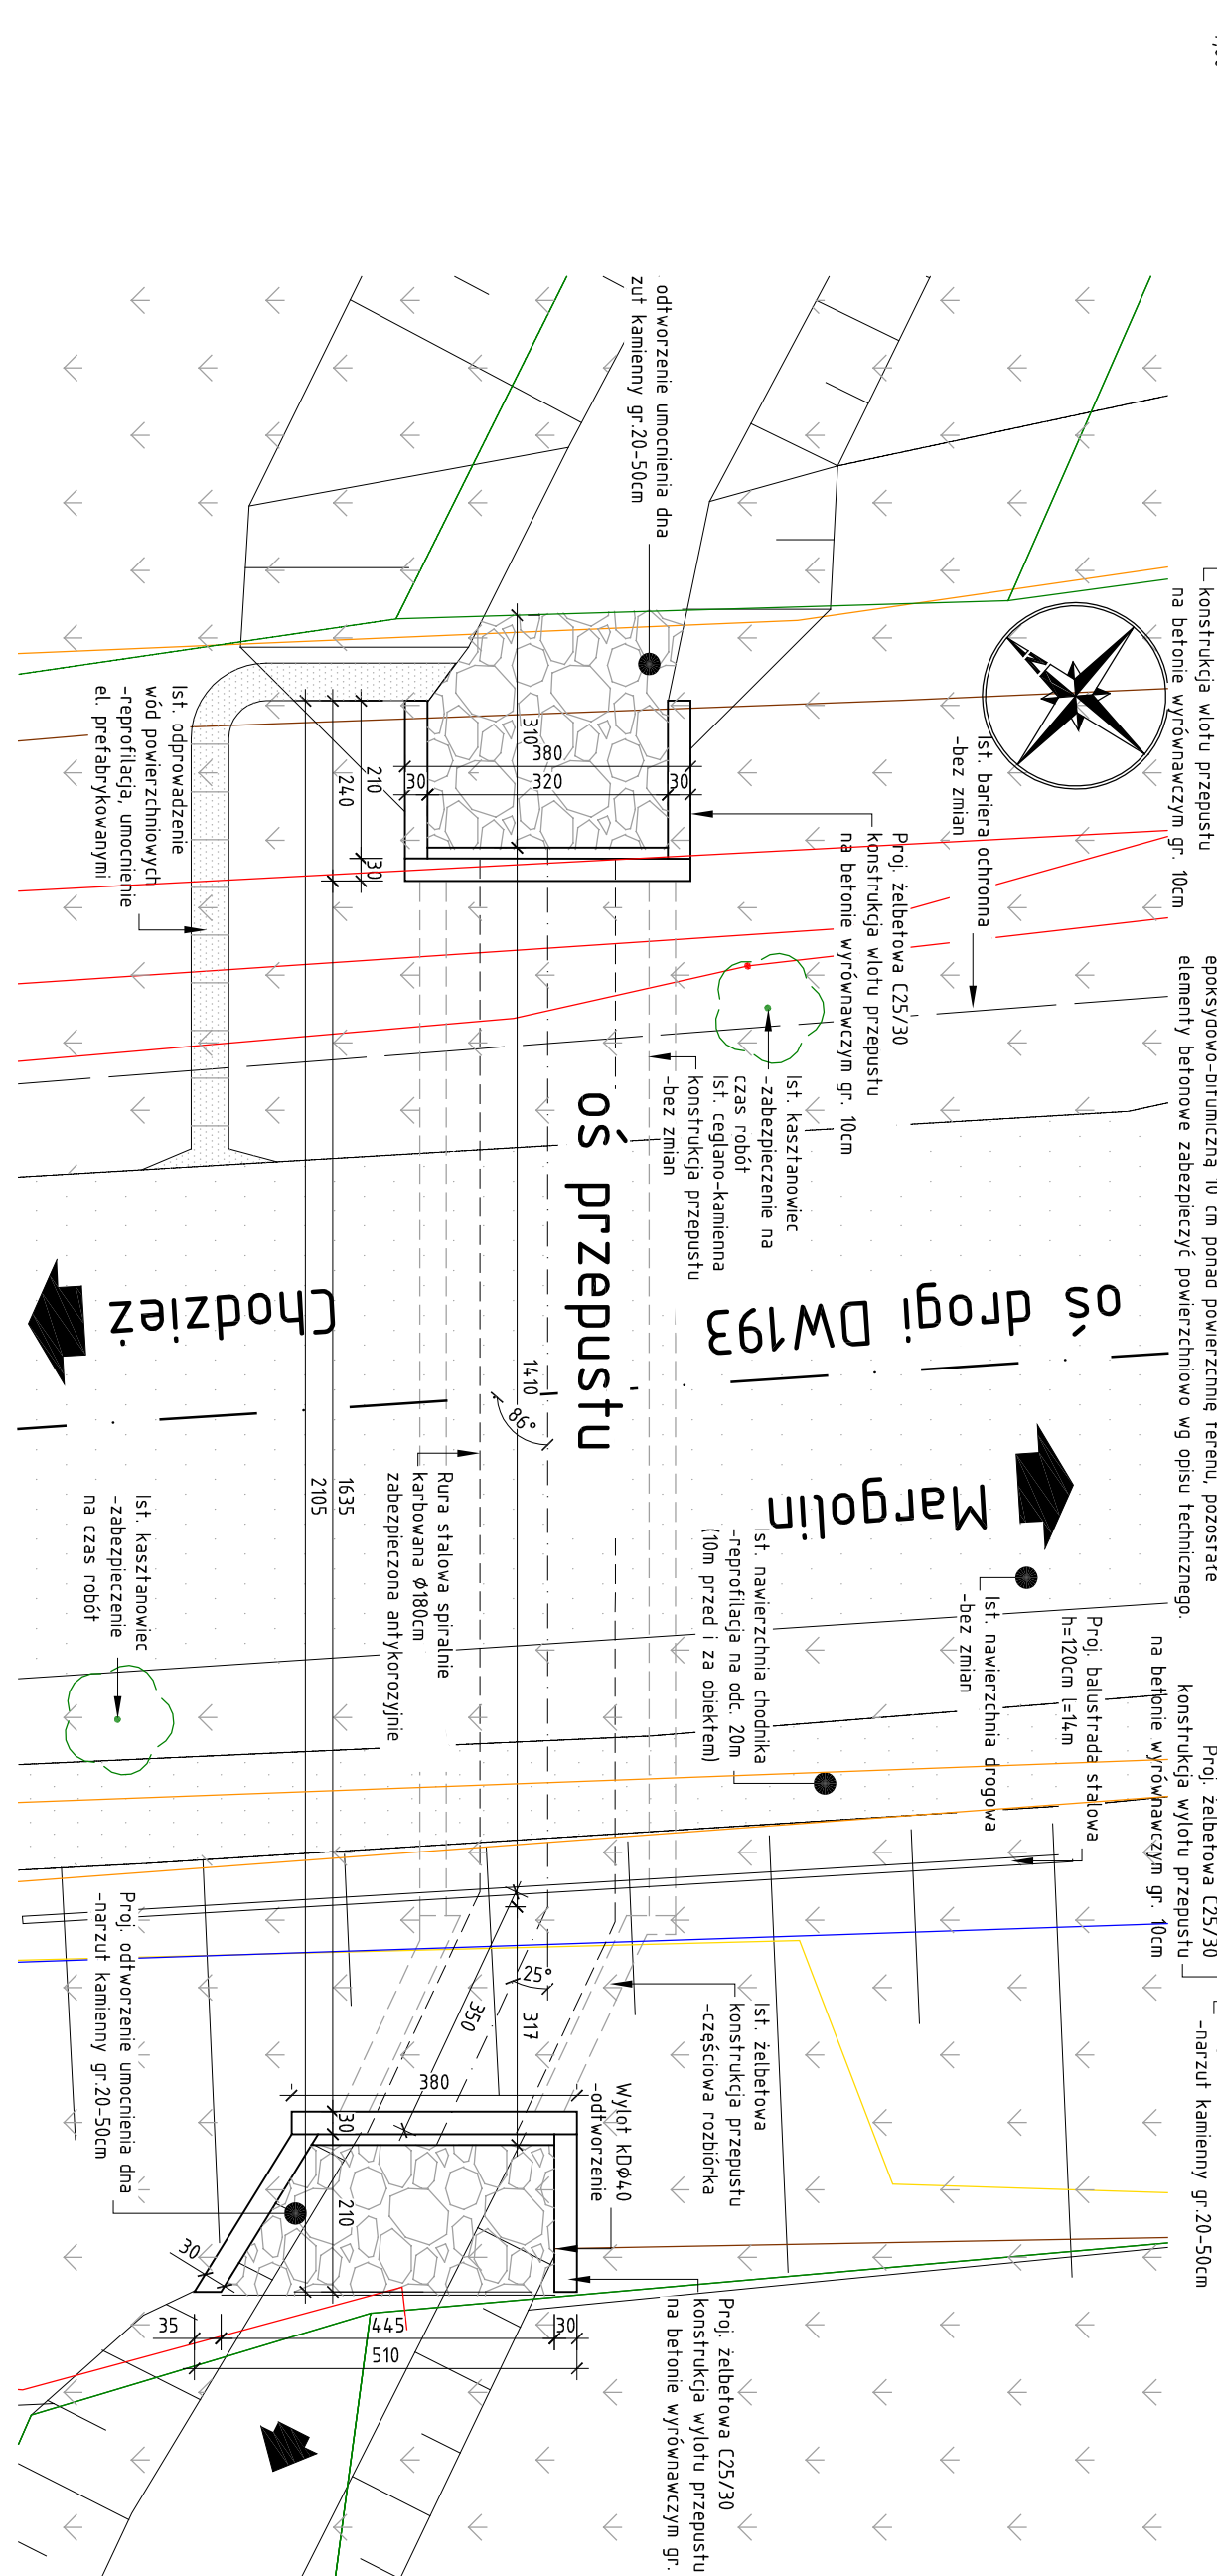 odtworzenie umocnienia dna
zut kamienny gr.20-50cm
konstrukcja wlotu przepustu
na betonie wyrównawczym gr. 10cm
N
Ist. bariera ochronna
-bez zmian
Proj. żelbetowa C25/30
konstrukcja wlotu przepustu
na betonie wyrównawczym gr. 10cm
epoksydowo-bitumiczną 10 cm ponad powierzchnię terenu, pozostałe
elementy betonowe zabezpieczyć powierzchniowo wg opisu technicznego.
Ist. odprowadzenie
wód powierzchniowych
-reprofilacja, umocnienie
el. prefabrykowanymi
310
380
30
320
30
210
240
30
Ist. kasztanowiec
-zabezpieczenie na
czas robót
Ist. ceglano-kamienna
konstrukcja przepustu
-bez zmian
oś przepustu
oś drogi DW193
Chodzież
Margolin
1410
86°
1635
2105
Rura stalowa spiralnie
karbowana Ø180cm
zabezpieczona antykorozyjnie
Ist. kasztanowiec
-zabezpieczenie
na czas robót
Ist. nawierzchnia chodnika
-reprofilacja na odc. 20m
(10m przed i za obiektem)
Ist. nawierzchnia drogowa
-bez zmian
Proj. balustrada stalowa
h=120cm l=14m
Proj. żelbetowa C25/30
konstrukcja wylotu przepustu
na betonie wyrównawczym gr. 10cm
-narzut kamienny gr.20-50cm
Proj. odtworzenie umocnienia dna
-narzut kamienny gr.20-50cm
25°
350
317
380
Ist. żelbetowa
konstrukcja przepustu
-częściowa rozbiórka
Wylot kDØ40
-odtworzenie
30
210
30
35
445
30
510
Proj. żelbetowa C25/30
konstrukcja wylotu przepustu
na betonie wyrównawczym gr.